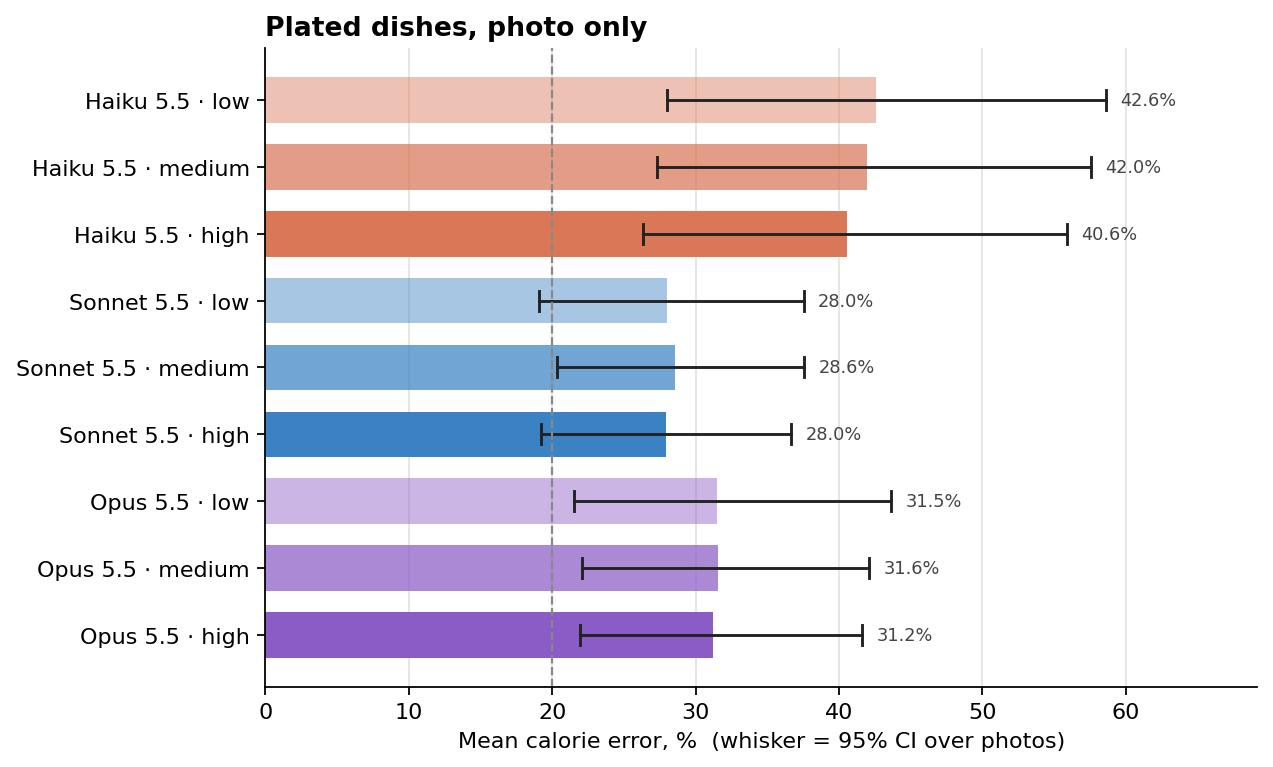 Plated dishes, photo only
Haiku 5.5 · low
42.6%
Haiku 5.5 · medium
42.0%
Haiku 5.5 · high
40.6%
Sonnet 5.5 · low
28.0%
Sonnet 5.5 · medium
28.6%
Sonnet 5.5 · high
28.0%
Opus 5.5 · low
31.5%
Opus 5.5 · medium
31.6%
Opus 5.5 · high
31.2%
0 10 20 30 40 50 60
Mean calorie error, % (whisker = 95% CI over photos)